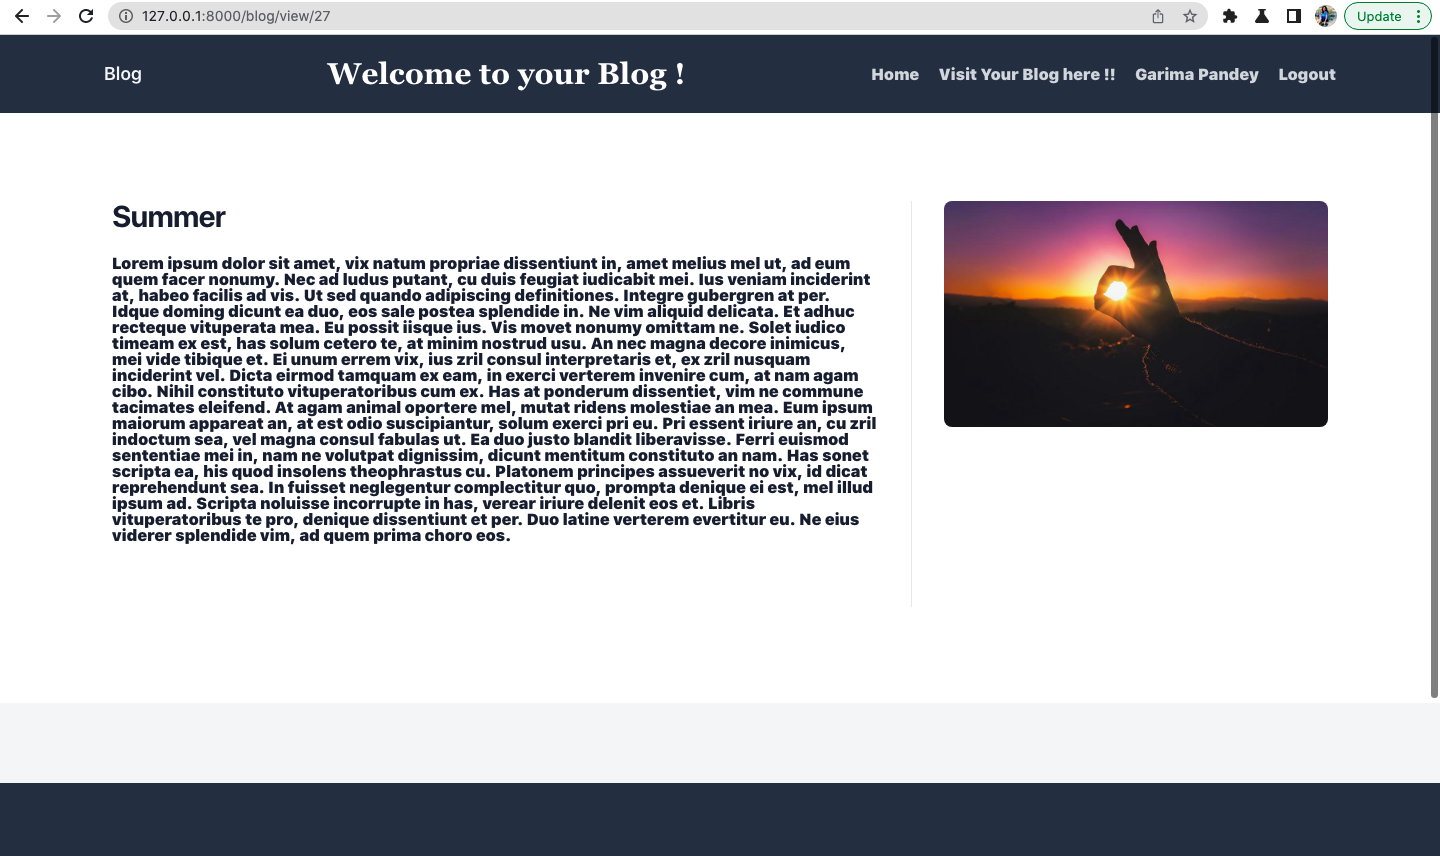 127.0.0.1:8000/blog/view/27
Update
Blog
Welcome to your Blog !
Home Visit Your Blog here !! Garima Pandey Logout
Summer
Lorem ipsum dolor sit amet, vix natum propriae dissentiunt in, amet melius mel ut, ad eum
quem facer nonumy. Nec ad ludus putant, cu duis feugiat iudicabit mei. Ius veniam inciderint
at, habeo facilis ad vis. Ut sed quando adipiscing definitiones. Integre gubergren at per.
Idque doming dicunt ea duo, eos sale postea splendide in. Ne vim aliquid delicata. Et adhuc
recteque vituperata mea. Eu possit iisque ius. Vis movet nonumy omittam ne. Solet iudico
timeam ex est, has solum cetero te, at minim nostrud usu. An nec magna decore inimicus,
mei vide tibique et. Ei unum errem vix, ius zril consul interpretaris et, ex zril nusquam
inciderint vel. Dicta eirmod tamquam ex eam, in exerci verterem invenire cum, at nam agam
cibo. Nihil constituto vituperatoribus cum ex. Has at ponderum dissentiet, vim ne commune
tacimates eleifend. At agam animal oportere mel, mutat ridens molestiae an mea. Eum ipsum
maiorum appareat an, at est odio suscipiantur, solum exerci pri eu. Pri essent iriure an, cu zril
indoctum sea, vel magna consul fabulas ut. Ea duo justo blandit liberavisse. Ferri euismod
sententiae mei in, nam ne volutpat dignissim, dicunt mentitum constituto an nam. Has sonet
scripta ea, his quod insolens theophrastus cu. Platonem principes assueverit no vix, id dicat
reprehendunt sea. In fuisset neglegentur complectitur quo, prompta denique ei est, mel illud
ipsum ad. Scripta noluisse incorrupte in has, verear iriure delenit eos et. Libris
vituperatoribus te pro, denique dissentiunt et per. Duo latine verterem evertitur eu. Ne eius
viderer splendide vim, ad quem prima choro eos.